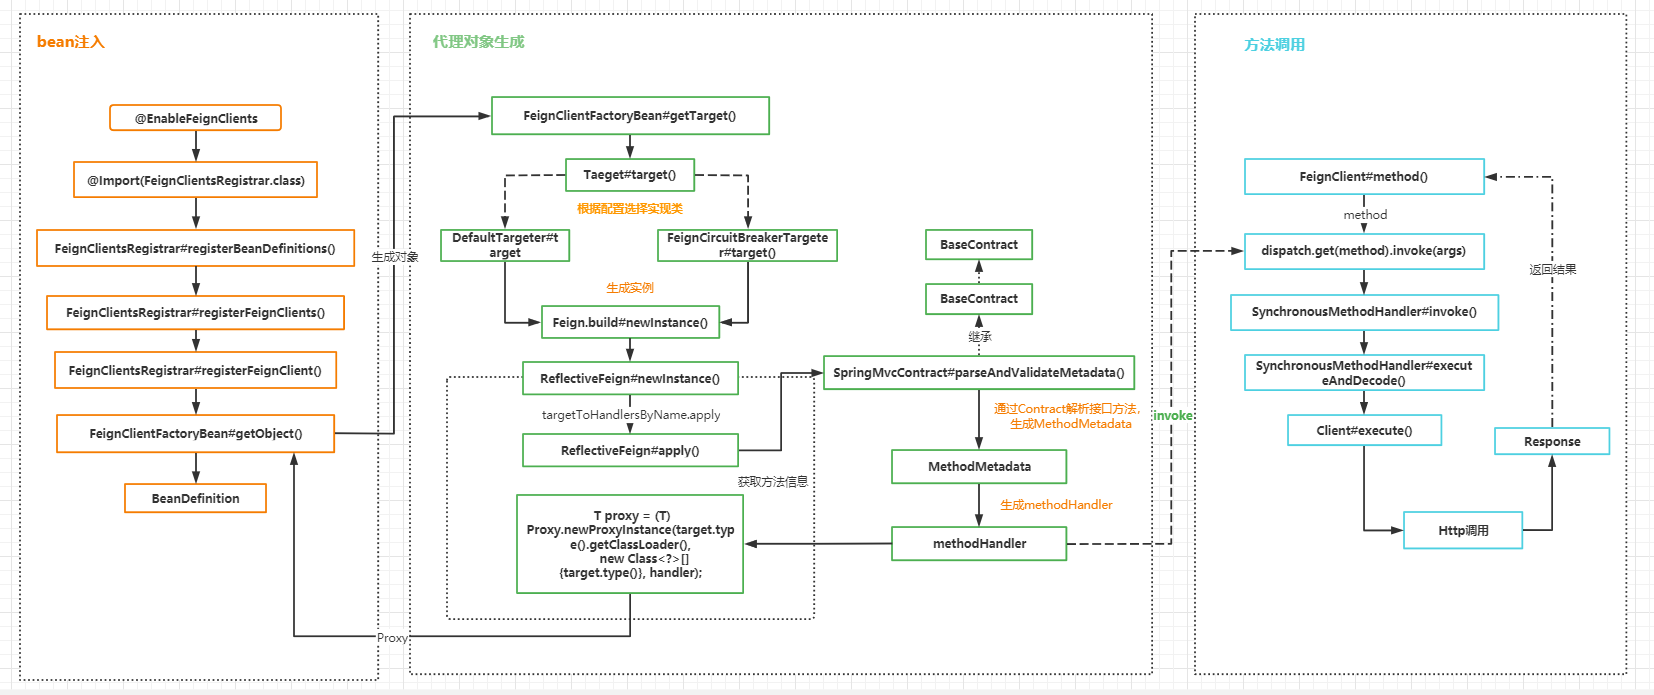 bean注入
@EnableFeignClients
@Import(FeignClientsRegistrar.class)
FeignClientsRegistrar#registerBeanDefinitions()
FeignClientsRegistrar#registerFeignClients()
FeignClientsRegistrar#registerFeignClient()
FeignClientFactoryBean#getObject()
BeanDefinition
生成对象
Proxy
代理对象生成
FeignClientFactoryBean#getTarget()
Taeget#target()
根据配置选择实现类
DefaultTargeter#t
arget
FeignCircuitBreakerTargete
r#target()
生成实例
Feign.build#newInstance()
ReflectiveFeign#newInstance()
targetToHandlersByName.apply
ReflectiveFeign#apply()
获取方法信息
T proxy = (T)
Proxy.newProxyInstance(target.typ
e().getClassLoader(),
new Class<?>[]
{target.type()}, handler);
BaseContract
BaseContract
继承
SpringMvcContract#parseAndValidateMetadata()
通过Contract解析接口方法，
生成MethodMetadata
MethodMetadata
生成methodHandler
methodHandler
invoke
方法调用
FeignClient#method()
method
dispatch.get(method).invoke(args)
SynchronousMethodHandler#invoke()
SynchronousMethodHandler#execut
eAndDecode()
Client#execute()
Http调用
Response
返回结果